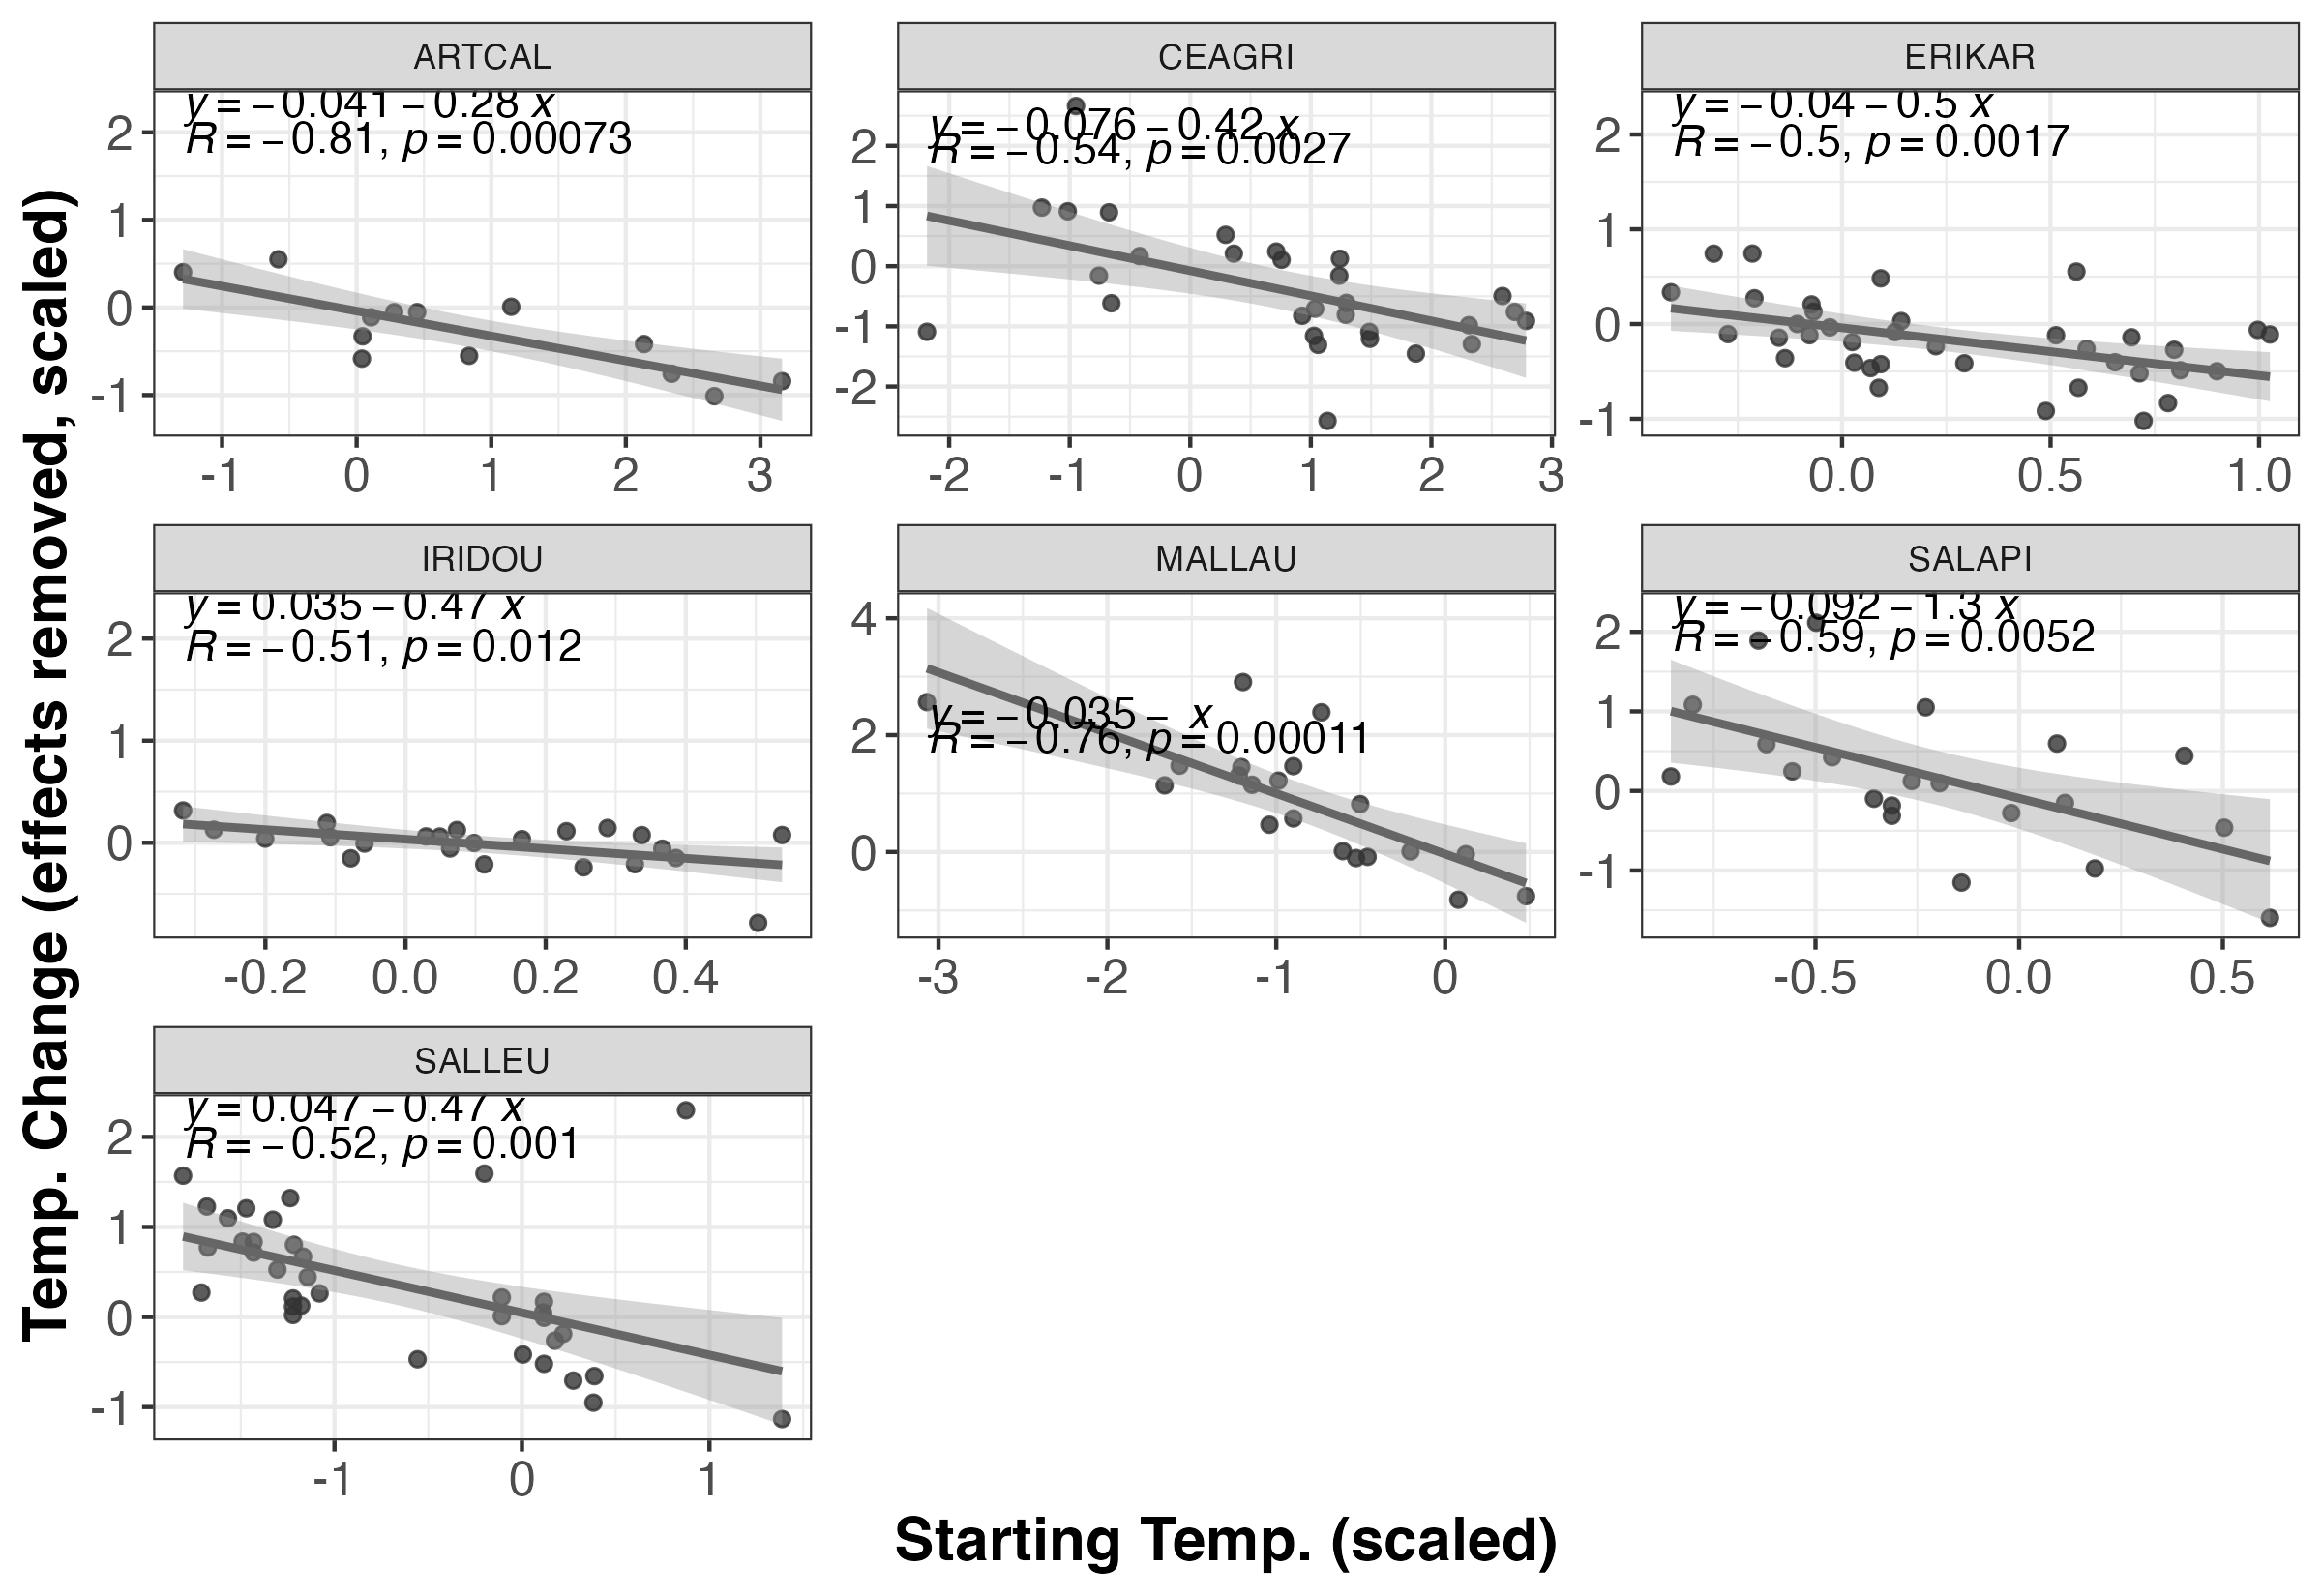 ARTCAL
y = −0.041 − 0.28 x
R = −0.81, p = 0.00073
2
1
0
-1
-1 0 1 2 3
CEAGRI
y = −0.076 − 0.42 x
R = −0.54, p = 0.0027
2
1
0
-1
-2
-2 -1 0 1 2 3
ERIKAR
y = −0.04 − 0.5 x
R = −0.5, p = 0.0017
2
1
0
-1
0.0 0.5 1.0
IRIDOU
y = 0.035 − 0.47 x
R = −0.51, p = 0.012
2
1
0
-0.2 0.0 0.2 0.4
MALLAU
y = −0.035 − x
R = −0.76, p = 0.00011
4
2
0
-3 -2 -1 0
SALAPI
y = −0.092 − 1.3 x
R = −0.59, p = 0.0052
2
1
0
-1
-0.5 0.0 0.5
SALLEU
y = 0.047 − 0.47 x
R = −0.52, p = 0.001
2
1
0
-1
-1 0 1
Temp. Change (effects removed, scaled)
Starting Temp. (scaled)